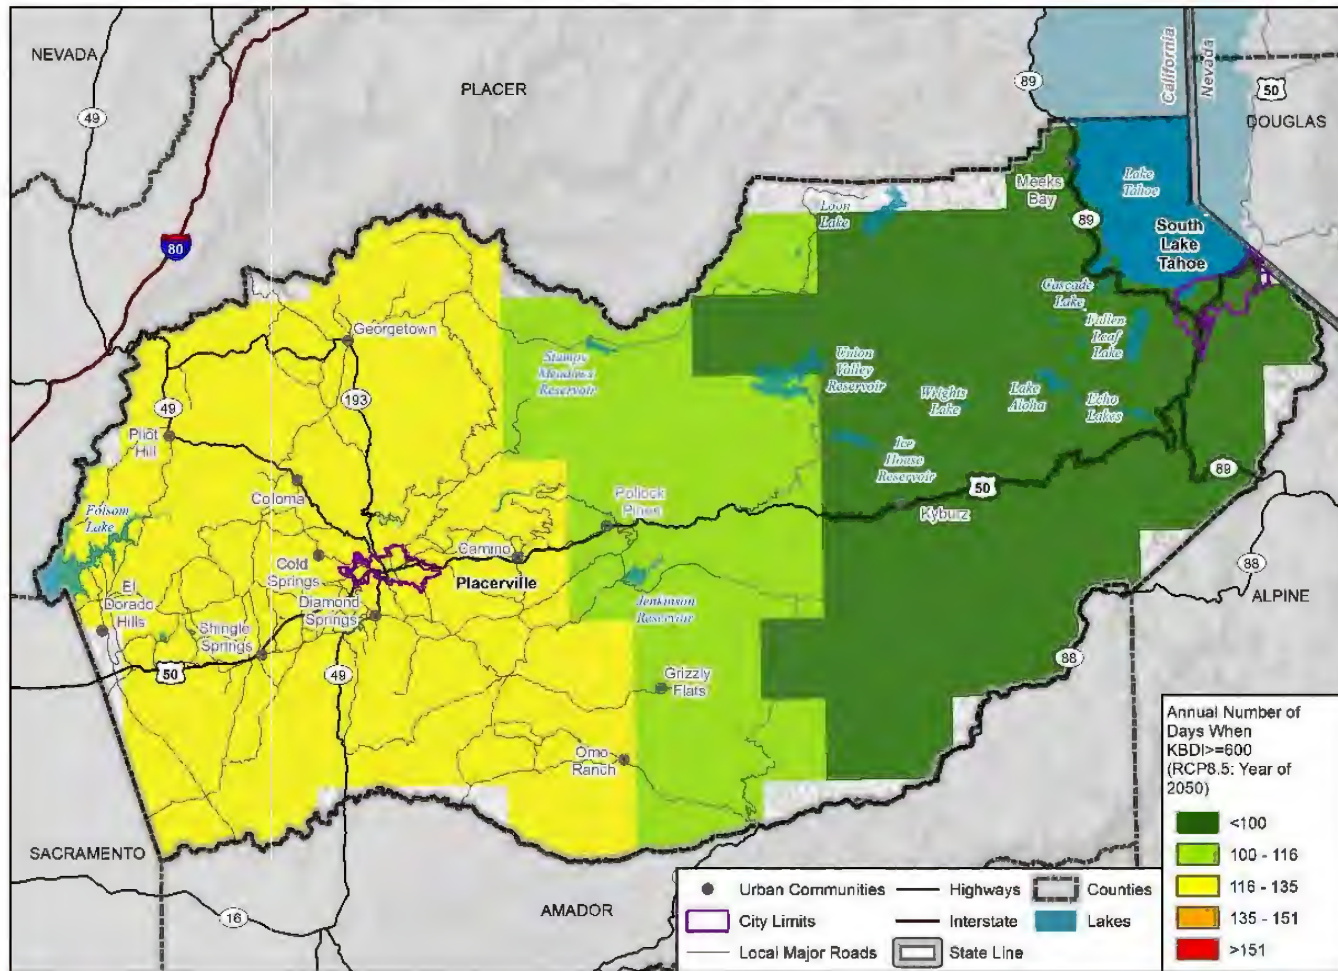 NEVADA
PLACER
DOUGLAS
California
Nevada
49
89
50
80
Lake
Tahoe
Meeks
Bay
89
South
Lake
Tahoe
Loon
Lake
Cascade
Lake
Fallen
Leaf
Lake
Georgetown
Stumpy
Meadows
Reservoir
Union
Valley
Reservoir
Wrights
Lake
Lake
Aloha
Echo
Lakes
193
49
Pilot
Hill
Ice
House
Reservoir
Coloma
50
89
Pollock
Pines
Kyburz
Folsom
Lake
Camino
Cold
Springs
Placerville
88
ALPINE
El
Dorado
Hills
Diamond
Springs
Jenkinson
Reservoir
Shingle
Springs
50
49
88
Grizzly
Flats
Omo
Ranch
SACRAMENTO
AMADOR
16
Annual Number of
Days When
KBDI>=600
(RCP8.5: Year of
2050)
<100
100 - 116
116 - 135
135 - 151
>151
Urban Communities
Highways
Counties
City Limits
Interstate
Lakes
Local Major Roads
State Line